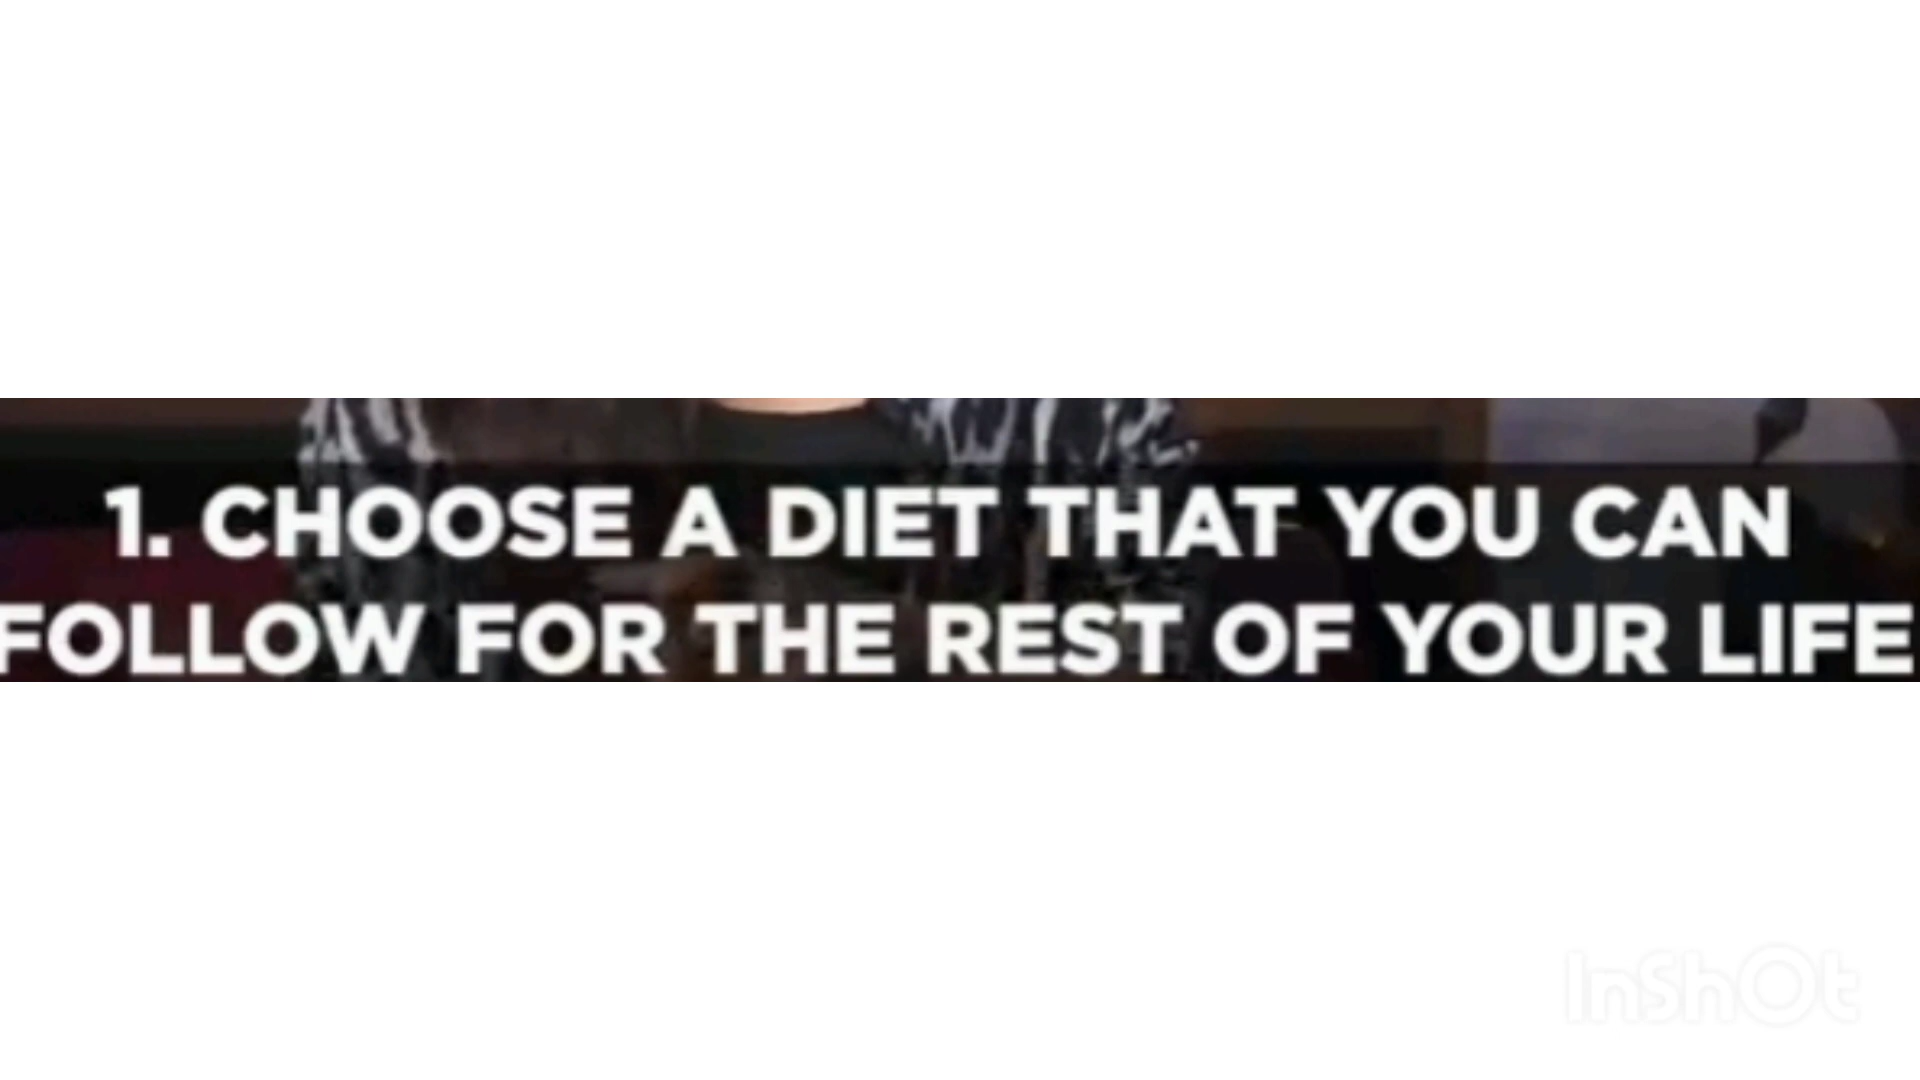 1. CHOOSE A DIET THAT YOU CAN
FOLLOW FOR THE REST OF YOUR LIFE
InShOt